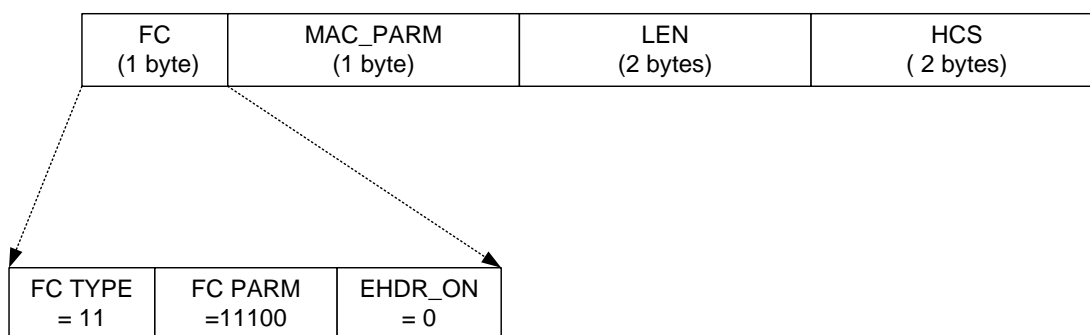 FC
(1 byte)
MAC_PARM
(1 byte)
LEN
(2 bytes)
HCS
( 2 bytes)
FC TYPE
= 11
FC PARM
=11100
EHDR_ON
= 0